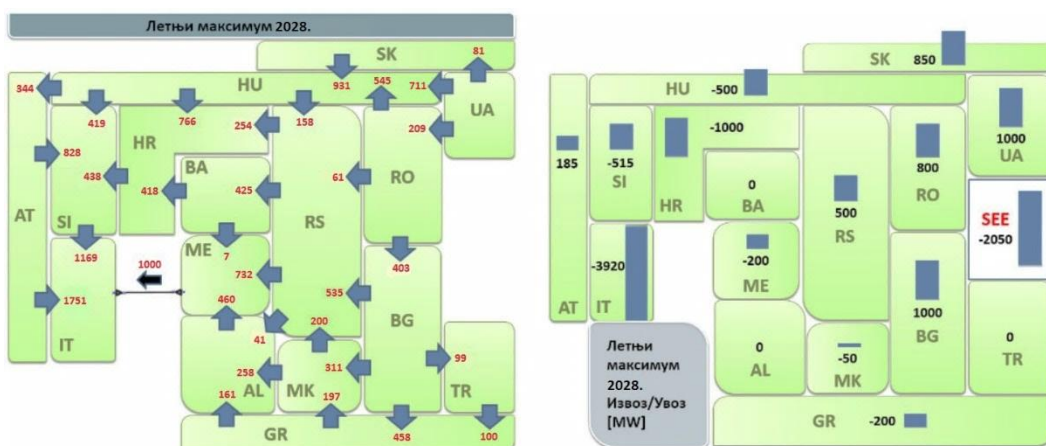 Летњи максимум 2028.
SK
81
HU
931
545
711
344
UA
419
766
254
158
209
HR
828
BA
438
418
425
61
RO
AT
RS
SI
ME
1169
7
403
1000
732
1751
460
535
IT
BG
200
41
99
258
311
AL
MK
TR
161
197
GR
458
100
SK
850
HU
-500
-1000
1000
UA
185
-515
SI
800
RO
HR
0
BA
500
RS
SEE
-2050
-3920
ME
-200
AT
IT
1000
BG
0
TR
Летњи
максимум
2028.
Извоз/Увоз
[MW]
0
AL
-50
MK
GR
-200